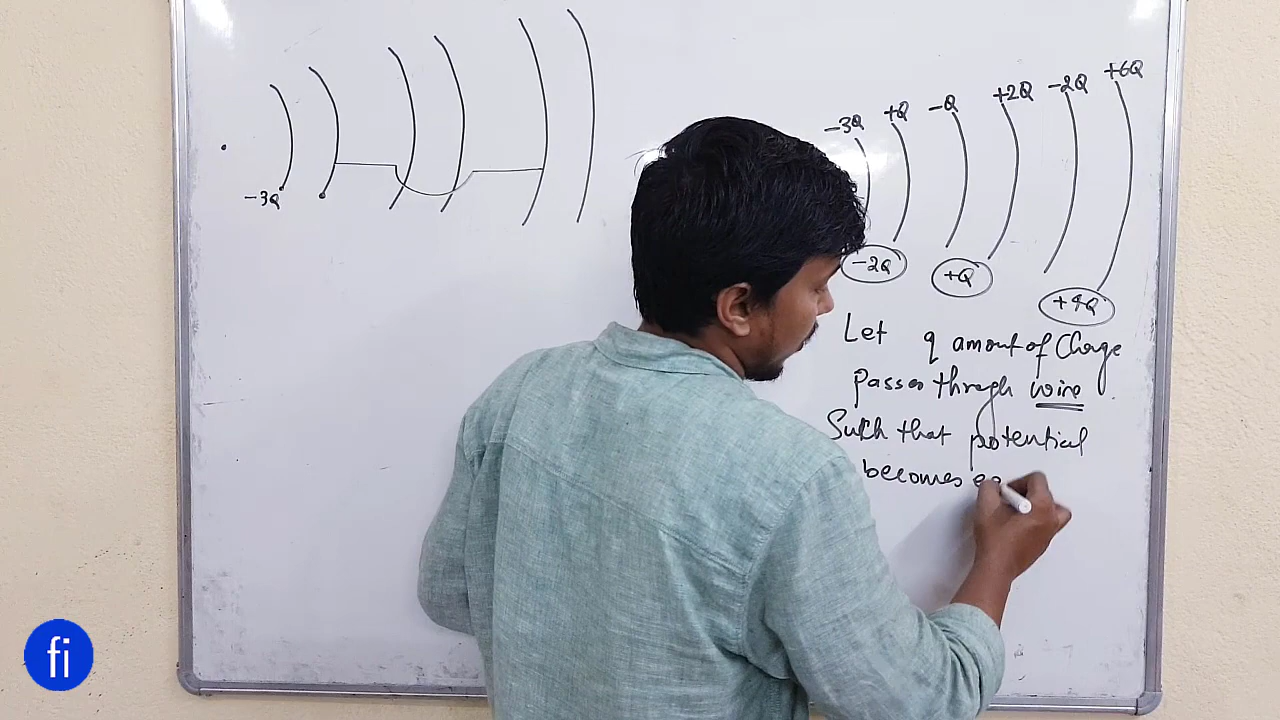 -3Q
-3Q +Q -Q +2Q -2Q +6Q
-2Q +Q +4Q
Let q amount of Charge
passes through wire
Such that potential
becomes
fi